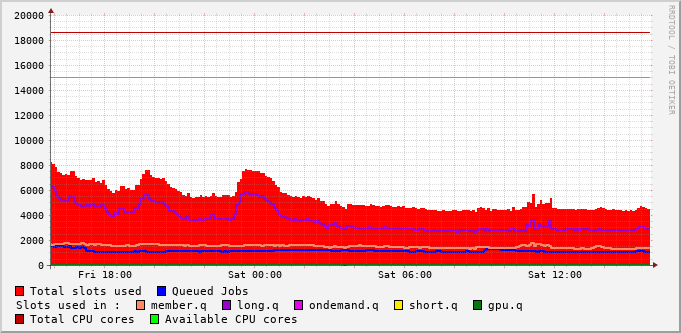 RRDTOOL / TOBI OETIKER
20000
18000
16000
14000
12000
10000
8000
6000
4000
2000
0
Fri 18:00 Sat 00:00 Sat 06:00 Sat 12:00
Total slots used Queued Jobs
Slots used in : member.q long.q ondemand.q short.q gpu.q
Total CPU cores Available CPU cores